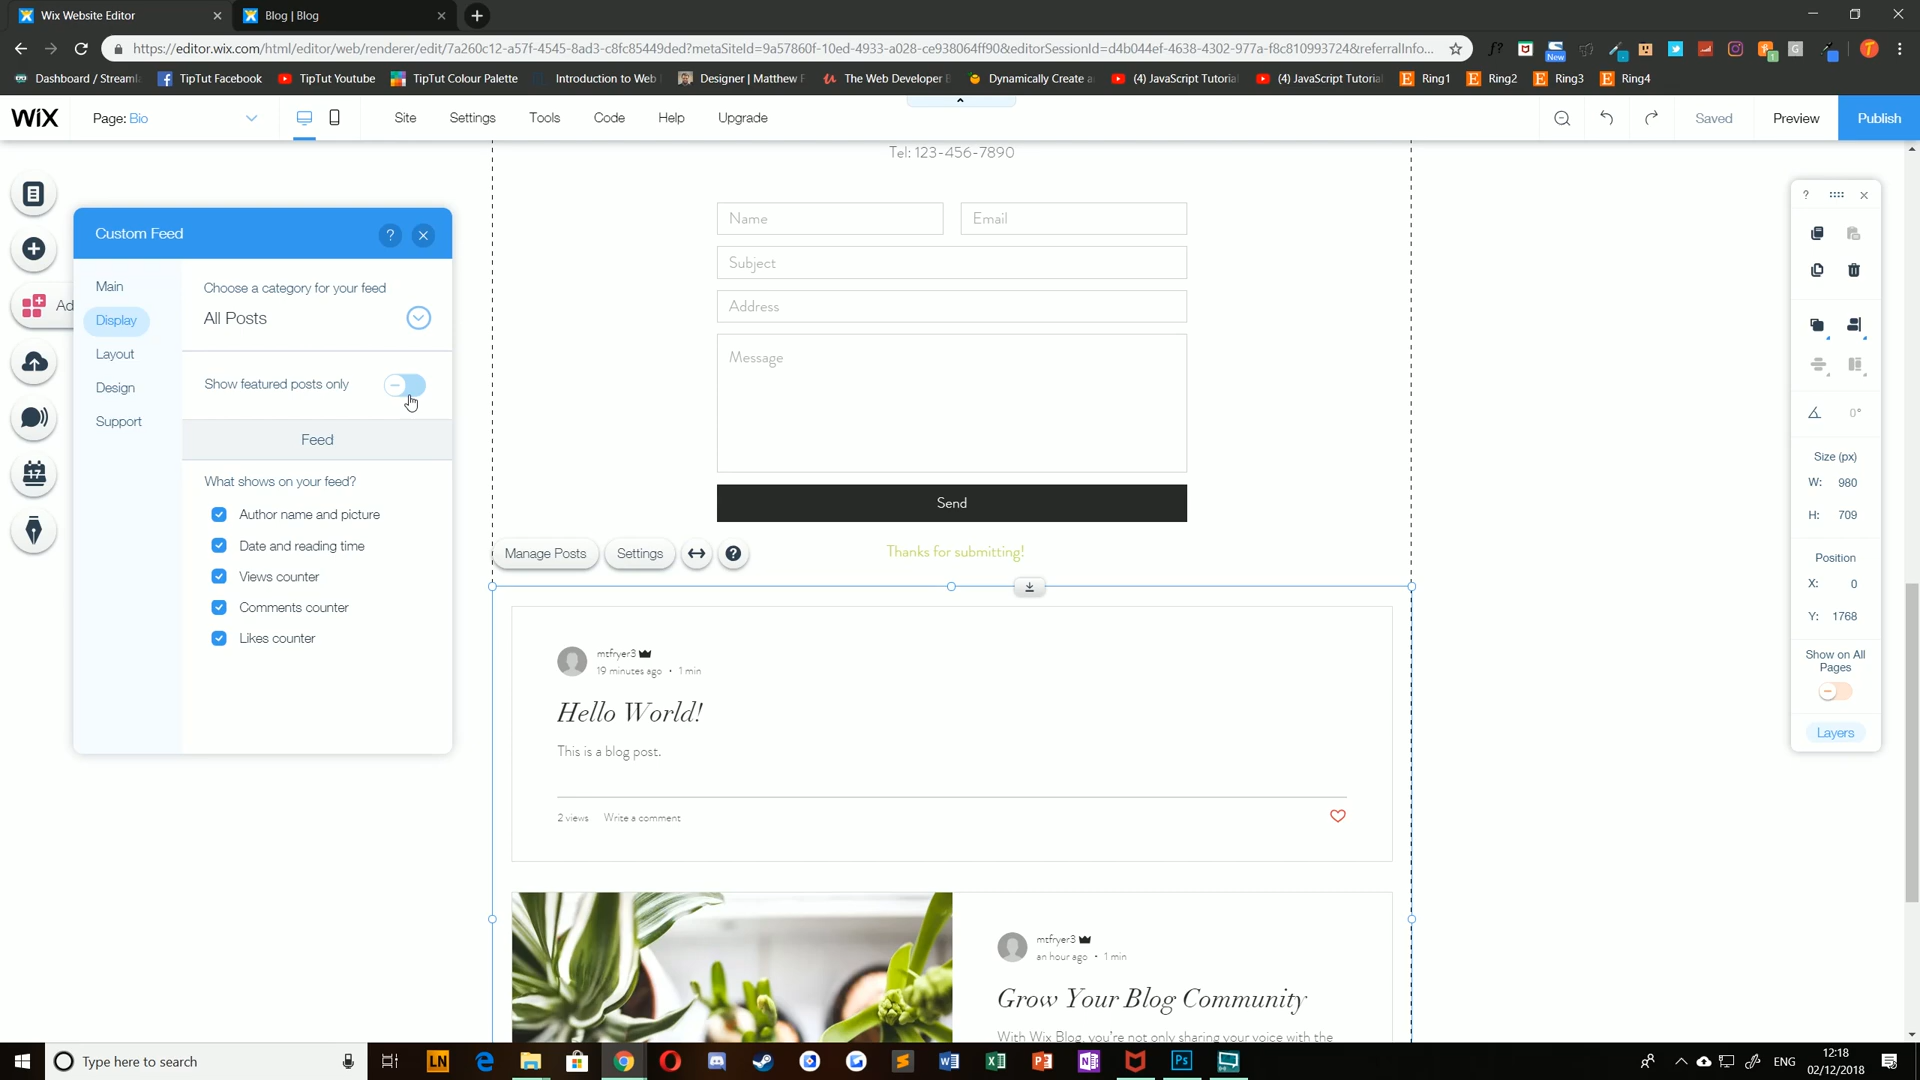 Wix Website Editor
Blog | Blog
https://editor.wix.com/html/editor/web/renderer/edit/7a260c12-a57f-4545-8ad3-c8fc85449ded?metaSiteId=9a57860f-10ed-4933-a028-ce938064ff90&editorSessionId=d4b044ef-4638-4302-977a-f8c810993724&referralInfo...
Dashboard / Streaml
TipTut Facebook
TipTut Youtube
TipTut Colour Palette
Introduction to Web
Designer | Matthew F
The Web Developer B
Dynamically Create a
(4) JavaScript Tutoria
(4) JavaScript Tutoria
Ring1
Ring2
Ring3
Ring4
WiX
Page: Bio
Site
Settings
Tools
Code
Help
Upgrade
Saved
Preview
Publish
Tel: 123-456-7890
Name
Email
Subject
Address
Message
Send
Thanks for submitting!
Ad
17
Custom Feed
?
Main
Display
Layout
Design
Support
Choose a category for your feed
All Posts
Show featured posts only
Feed
What shows on your feed?
Author name and picture
Date and reading time
Views counter
Comments counter
Likes counter
Manage Posts
Settings
?
mtfryer3
19 minutes ago • 1 min
Hello World!
This is a blog post.
2 views Write a comment
mtfryer3
an hour ago • 1 min
Grow Your Blog Community
With Wix Blog, you're not only sharing your voice with the
?
0°
Size (px)
W: 980
H: 709
Position
X: 0
Y: 1768
Show on All
Pages
Layers
Type here to search
LN
ENG
12:18
02/12/2018